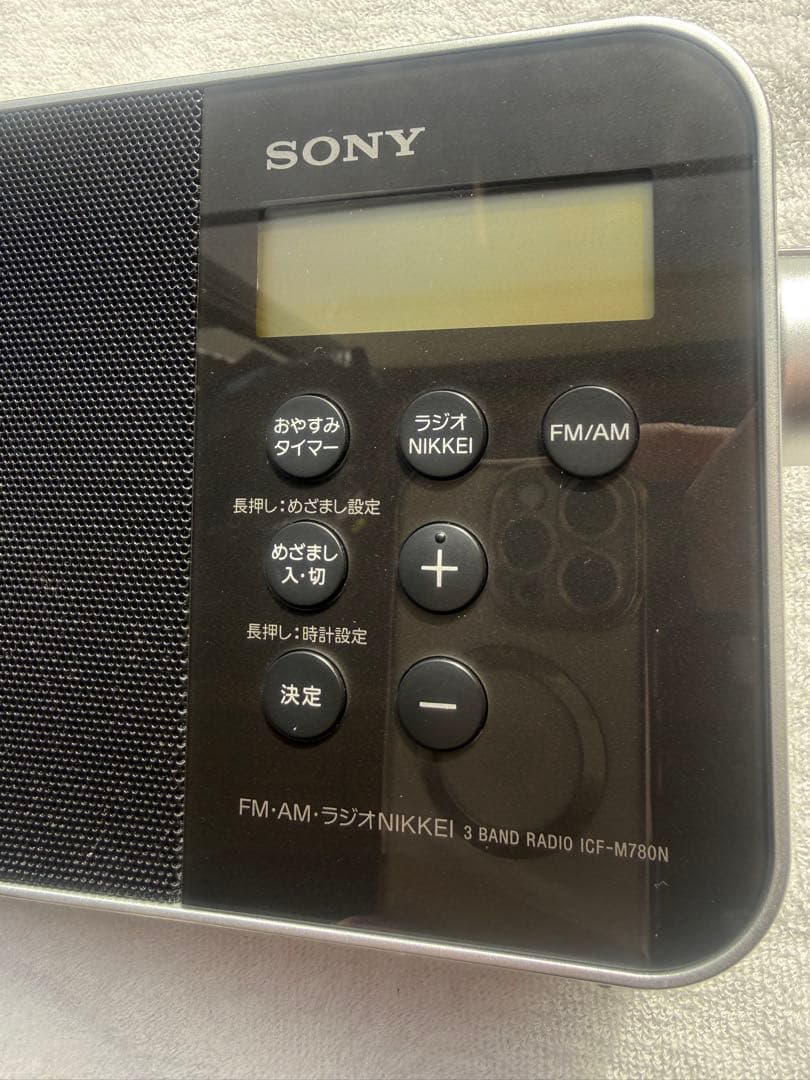 SONY
おやすみ
タイマー
ラジオ
NIKKEI
FM/AM
長押し:めざまし設定
めざまし
入・切
+
長押し:時計設定
決定
−
FM・AM・ラジオNIKKEI 3 BAND RADIO ICF-M780N